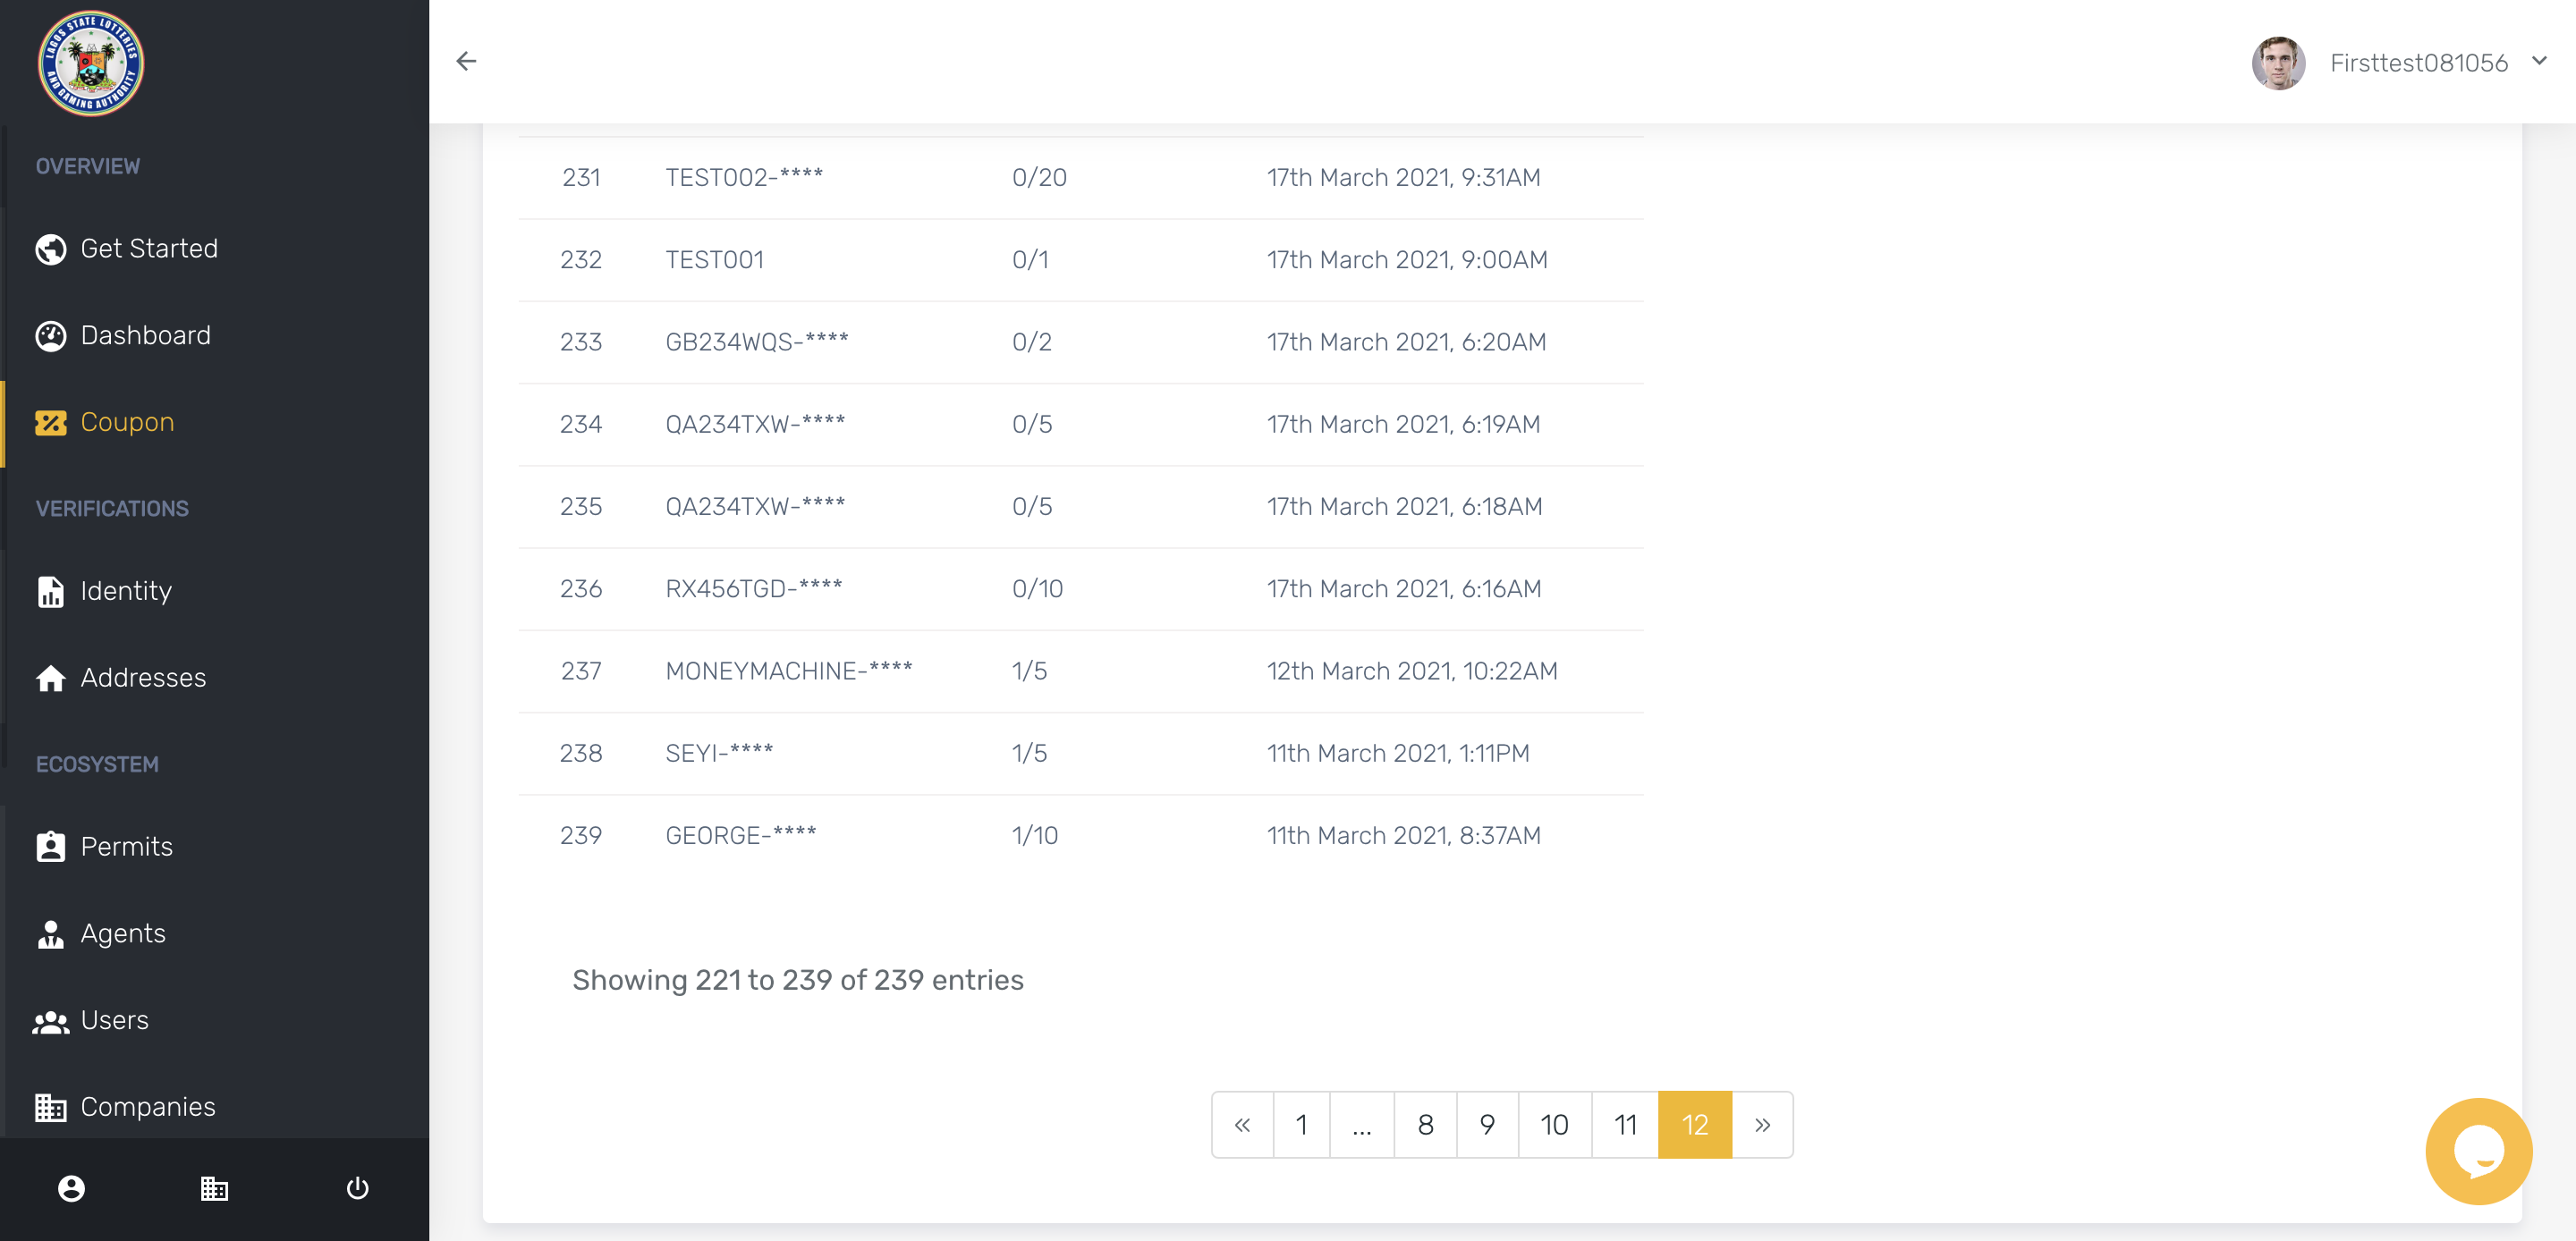 LAGOS STATE LOTTERIES
AND GAMING AUTHORITY
Firsttest081056
OVERVIEW
Get Started
Dashboard
Coupon
VERIFICATIONS
Identity
Addresses
ECOSYSTEM
Permits
Agents
Users
Companies
231 TEST002-**** 0/20 17th March 2021, 9:31AM
232 TEST001 0/1 17th March 2021, 9:00AM
233 GB234WQS-**** 0/2 17th March 2021, 6:20AM
234 QA234TXW-**** 0/5 17th March 2021, 6:19AM
235 QA234TXW-**** 0/5 17th March 2021, 6:18AM
236 RX456TGD-**** 0/10 17th March 2021, 6:16AM
237 MONEYMACHINE-**** 1/5 12th March 2021, 10:22AM
238 SEYI-**** 1/5 11th March 2021, 1:11PM
239 GEORGE-**** 1/10 11th March 2021, 8:37AM
Showing 221 to 239 of 239 entries
« 1 ... 8 9 10 11 12 »